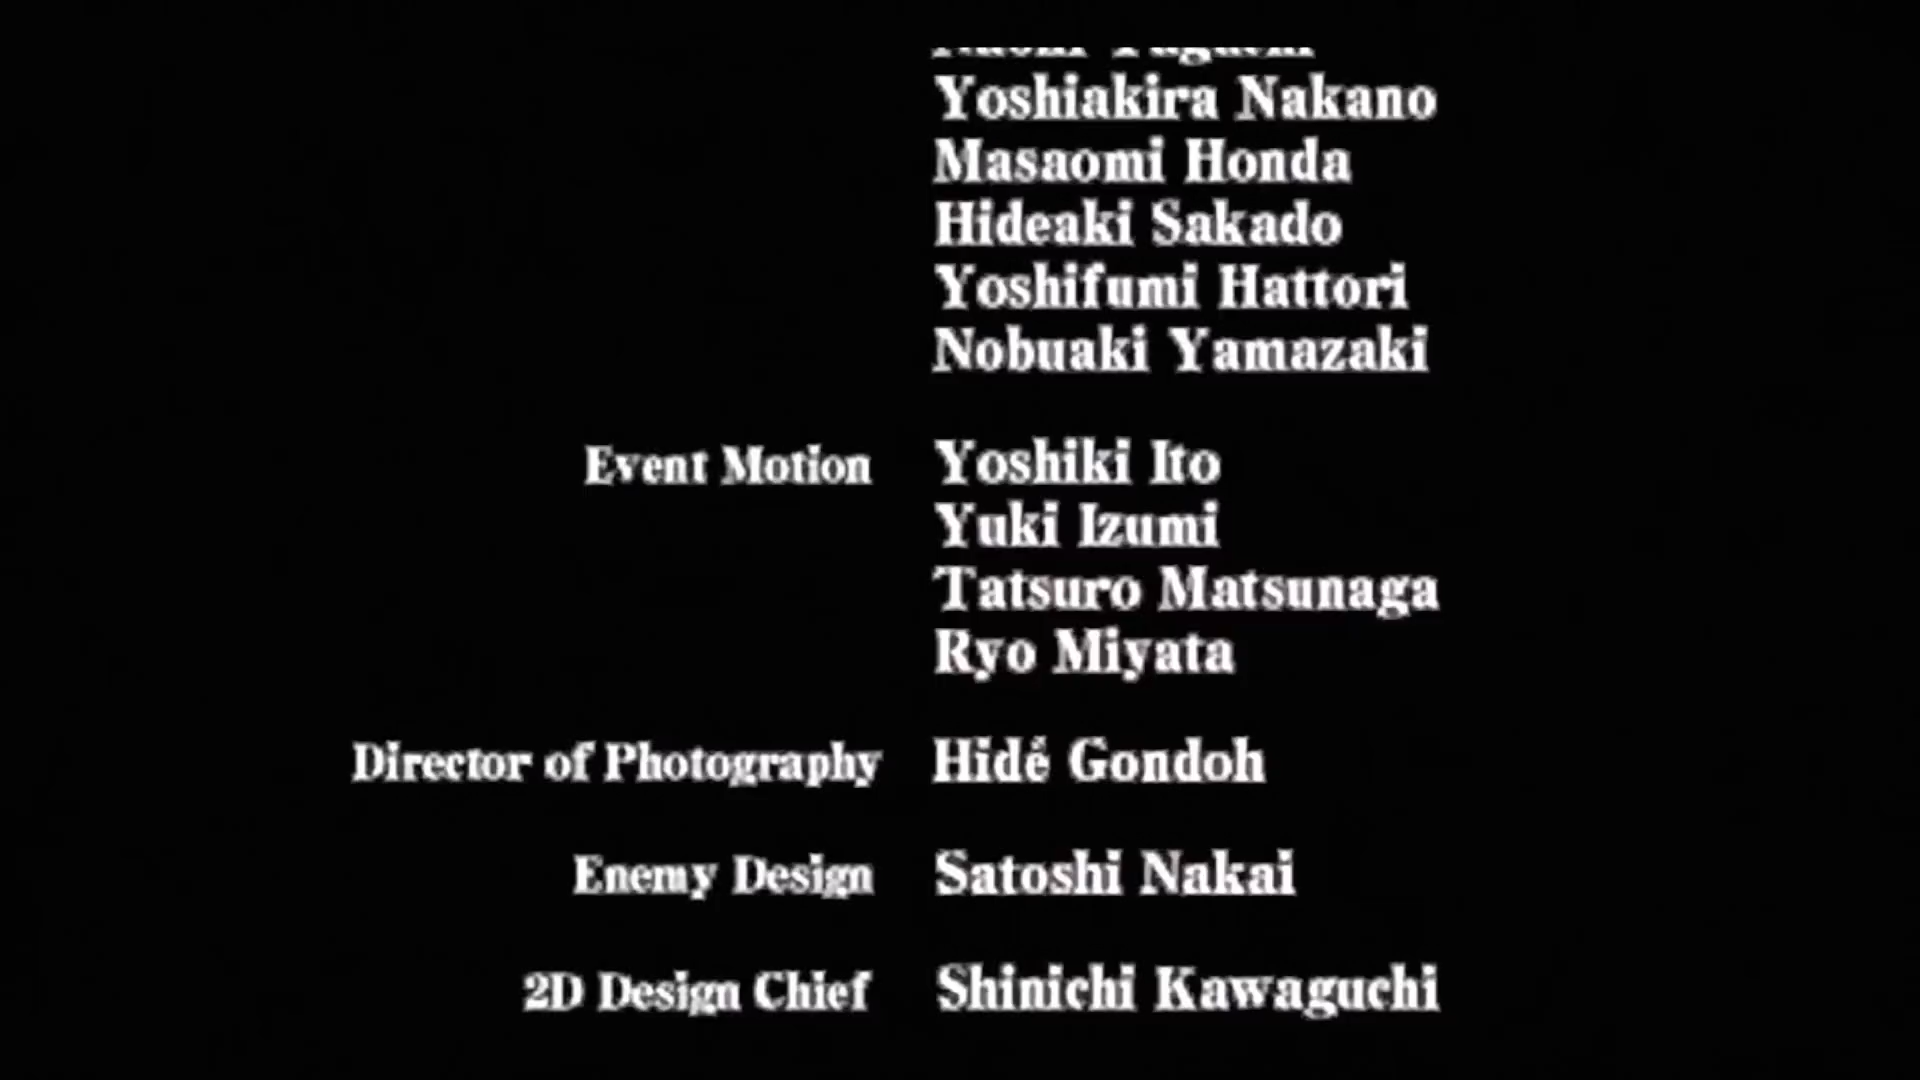 Yoshiakira Nakano
Masaomi Honda
Hideaki Sakado
Yoshifumi Hattori
Nobuaki Yamazaki
Event Motion Yoshiki Ito
Yuki Izumi
Tatsuro Matsunaga
Ryo Miyata
Director of Photography Hidé Gondoh
Enemy Design Satoshi Nakai
2D Design Chief Shinichi Kawaguchi